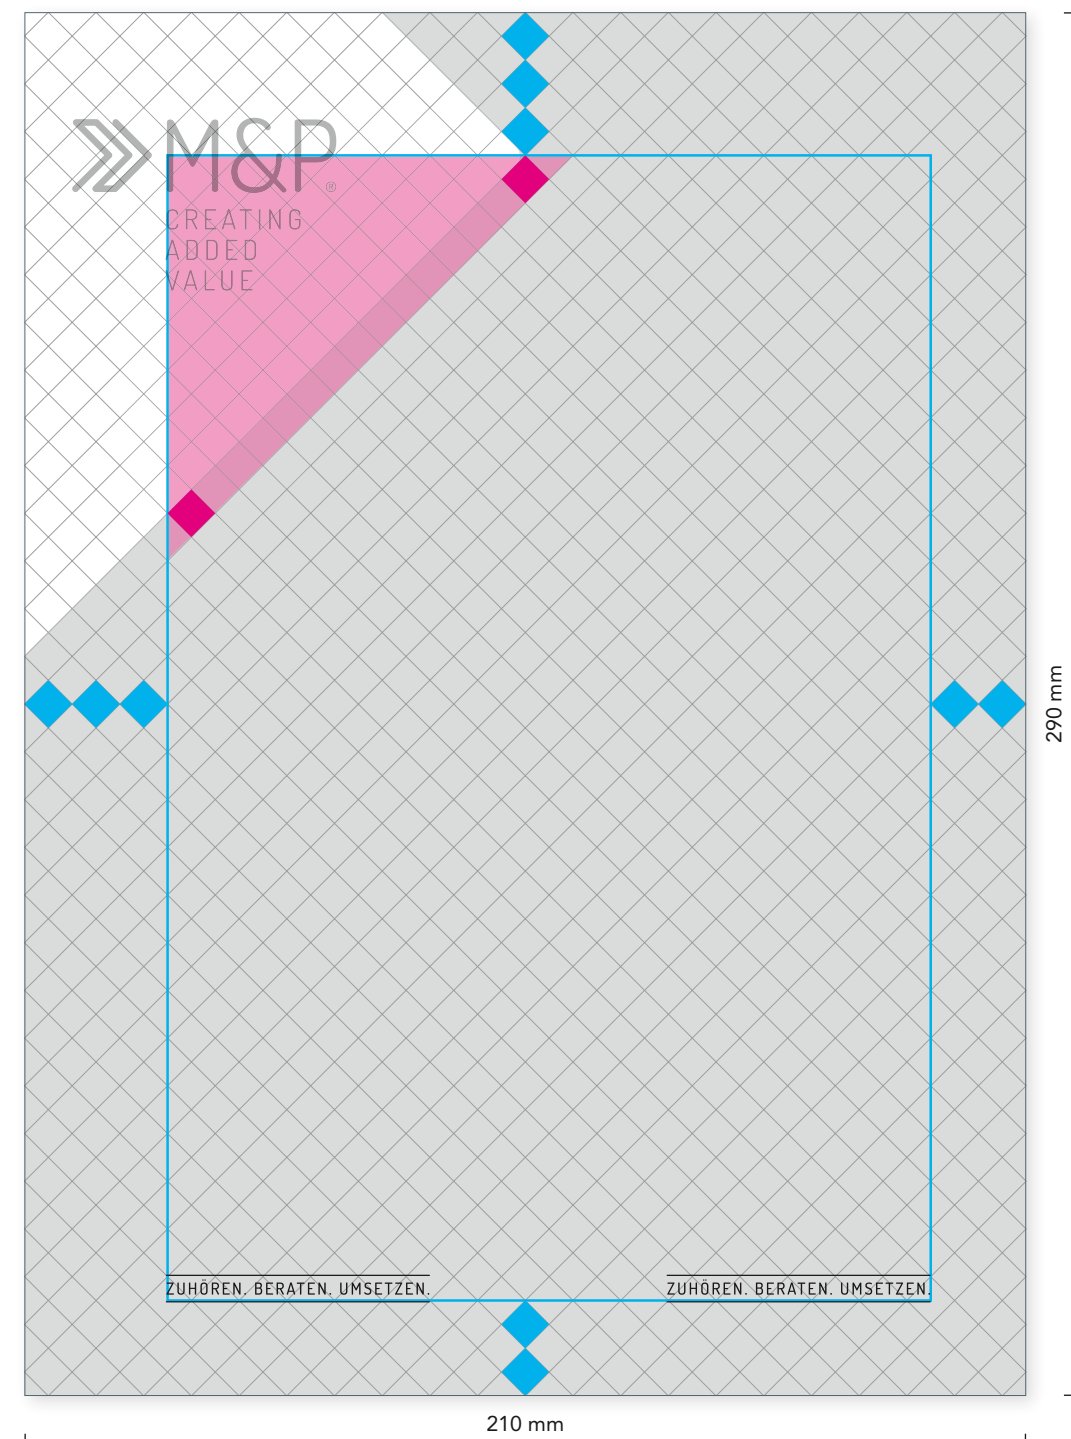 M&P®
CREATING
ADDED
VALUE
290 mm
ZUHÖREN. BERATEN. UMSETZEN.
ZUHÖREN. BERATEN. UMSETZEN.
210 mm